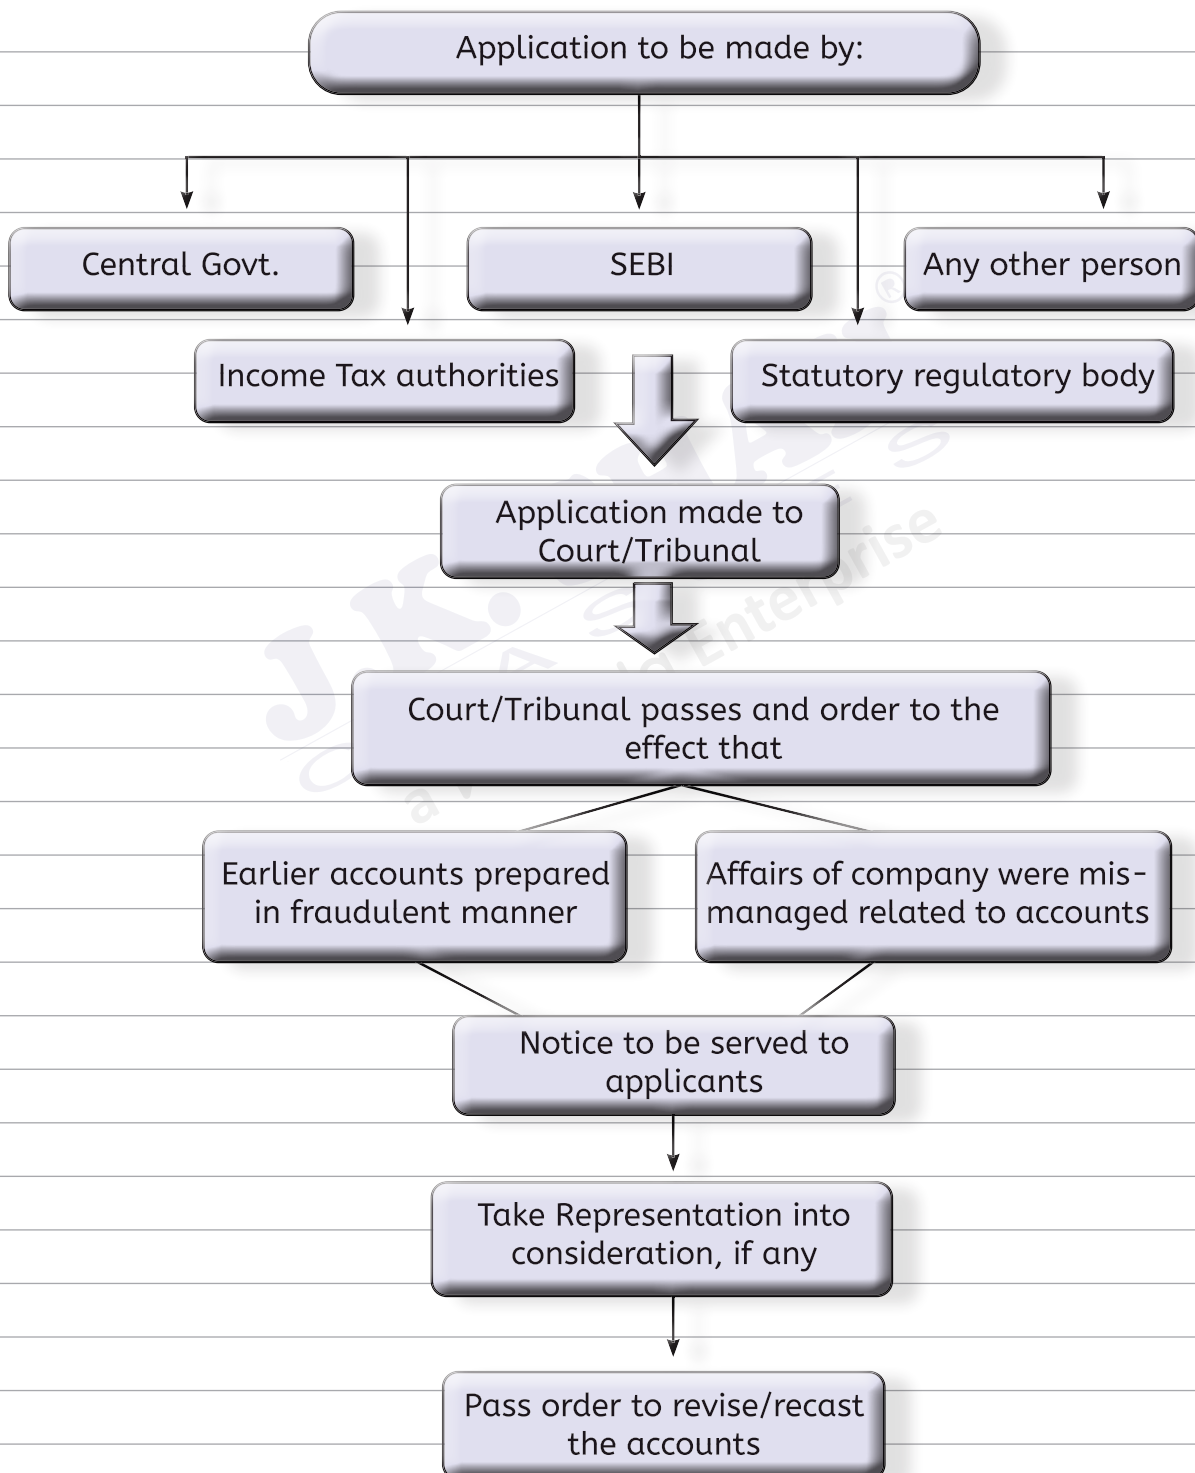 Application to be made by:
Central Govt.
SEBI
Any other person
Income Tax authorities
Statutory regulatory body
Application made to
Court/Tribunal
Court/Tribunal passes and order to the
effect that
Earlier accounts prepared
in fraudulent manner
Affairs of company were mis-
managed related to accounts
Notice to be served to
applicants
Take Representation into
consideration, if any
Pass order to revise/recast
the accounts
J.K. SHAH®
a Enterprise